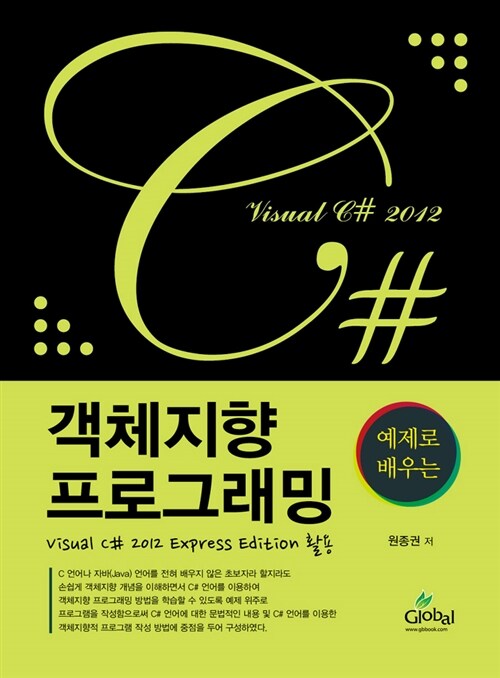 Visual C# 2012
C#
객체지향
프로그래밍
예제로
배우는
Visual C# 2012 Express Edition 활용
원종권 저
C 언어나 자바(Java) 언어를 전혀 배우지 않은 초보자라 할지라도
손쉽게 객체지향 개념을 이해하면서 C# 언어를 이용하여
객체지향 프로그래밍 방법을 학습할 수 있도록 예제 위주로
프로그램을 작성함으로써 C# 언어에 대한 문법적인 내용 및 C# 언어를 이용한
객체지향적 프로그램 작성 방법에 중점을 두어 구성하였다.
Global
www.gbbook.com